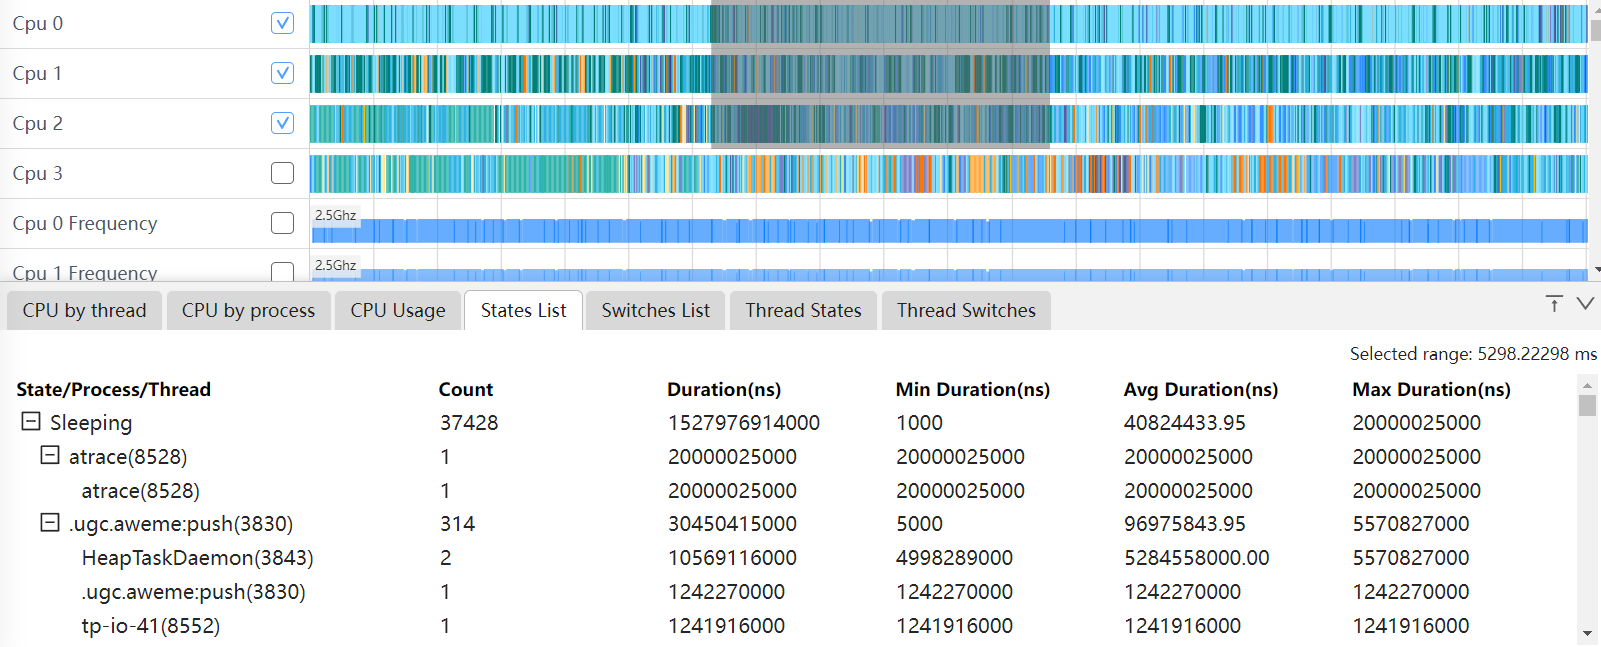 Cpu 0
Cpu 1
Cpu 2
Cpu 3
Cpu 0 Frequency 2.5Ghz
Cpu 1 Frequency 2.5Ghz
CPU by thread CPU by process CPU Usage States List Switches List Thread States Thread Switches
Selected range: 5298.22298 ms
State/Process/Thread Count Duration(ns) Min Duration(ns) Avg Duration(ns) Max Duration(ns)
Sleeping 37428 1527976914000 1000 40824433.95 20000025000
atrace(8528) 1 20000025000 20000025000 20000025000 20000025000
atrace(8528) 1 20000025000 20000025000 20000025000 20000025000
.ugc.aweme:push(3830) 314 30450415000 5000 96975843.95 5570827000
HeapTaskDaemon(3843) 2 10569116000 4998289000 5284558000.00 5570827000
.ugc.aweme:push(3830) 1 1242270000 1242270000 1242270000 1242270000
tp-io-41(8552) 1 1241916000 1241916000 1241916000 1241916000